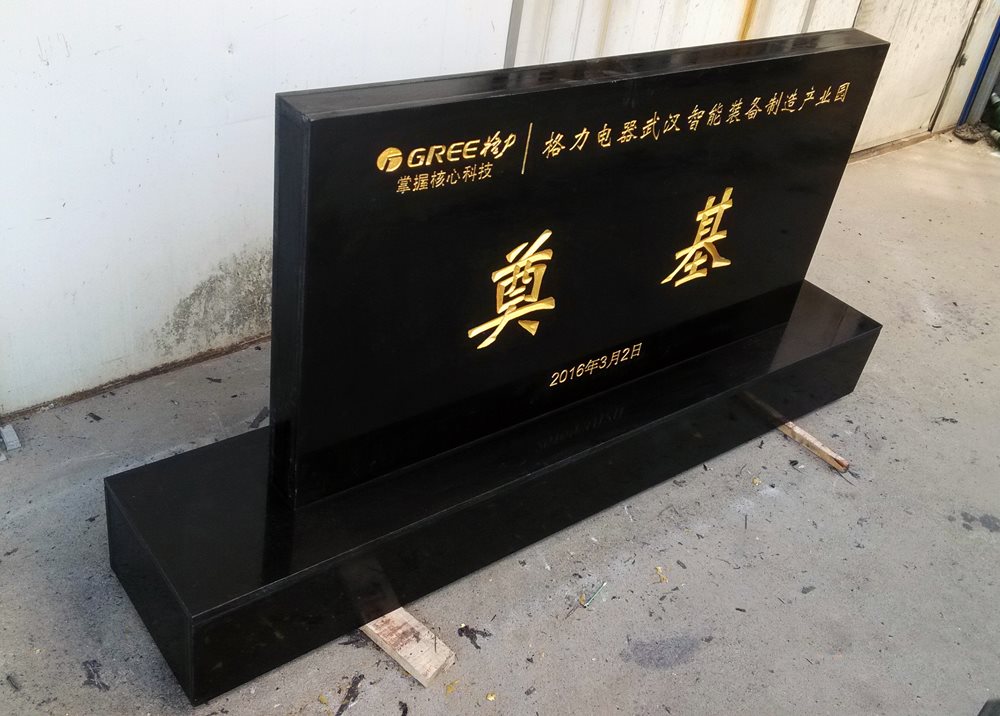 GREE格力
掌握核心科技
格力电器武汉智能装备制造产业园
奠 基
2016年3月2日